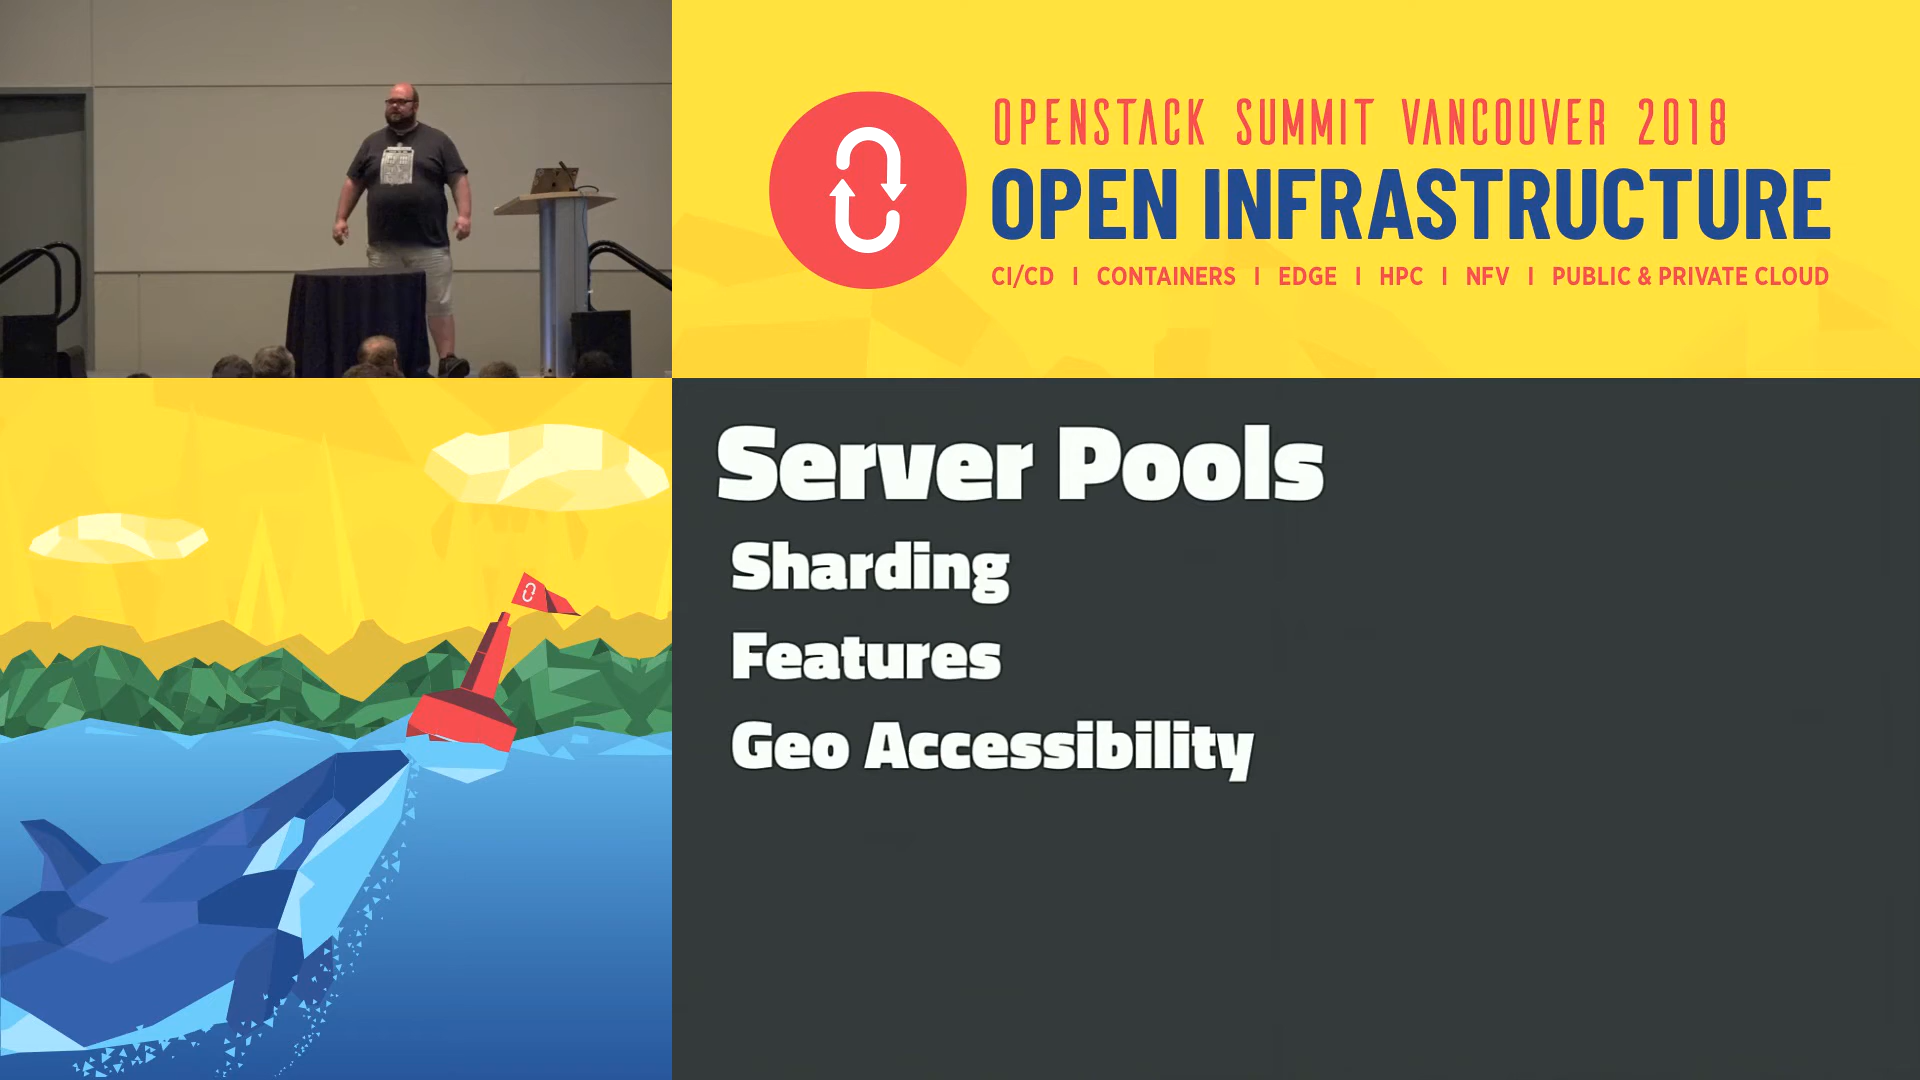 OPENSTACK SUMMIT VANCOUVER 2018
OPEN INFRASTRUCTURE
CI/CD | CONTAINERS | EDGE | HPC | NFV | PUBLIC & PRIVATE CLOUD
Server Pools
Sharding
Features
Geo Accessibility